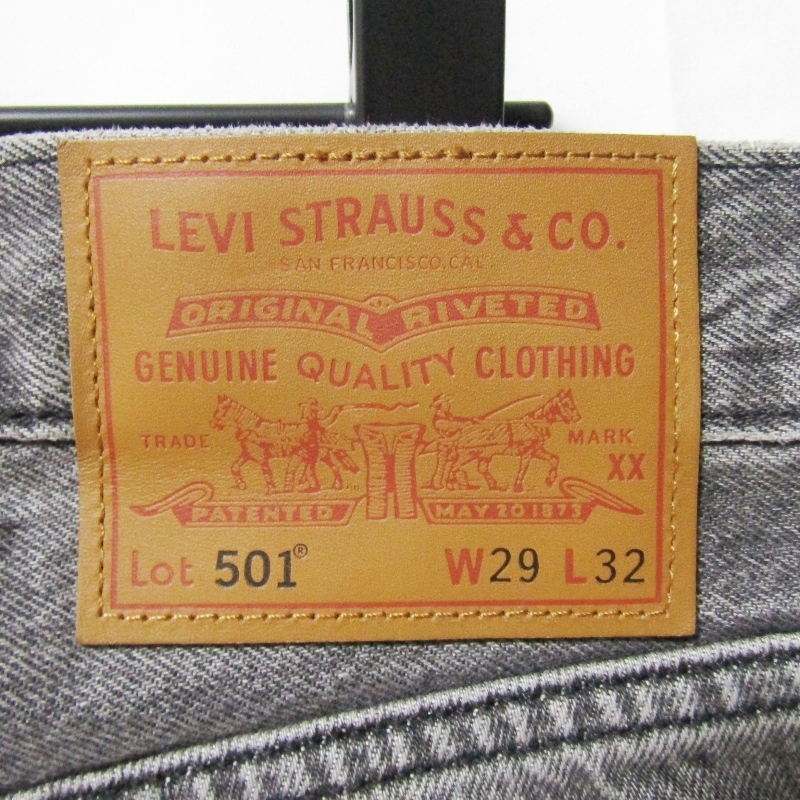 LEVI STRAUSS & CO.
SAN FRANCISCO, CAL.
ORIGINAL RIVETED
GENUINE QUALITY CLOTHING
TRADE MARK
XX
PATENTED MAY 20 1873
Lot 501® W29 L32